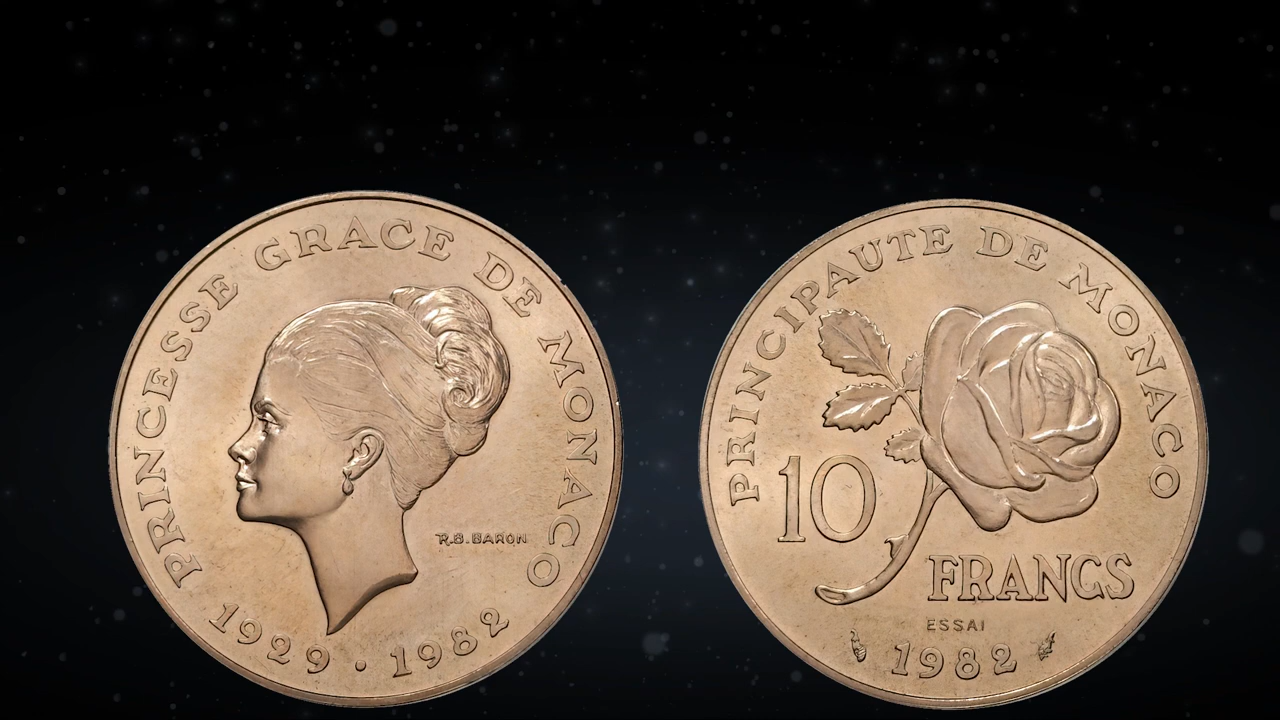 PRINCESSE GRACE DE MONACO
R.B.BARON
1929 • 1982
PRINCIPAUTE DE MONACO
10
FRANCS
ESSAI
1982